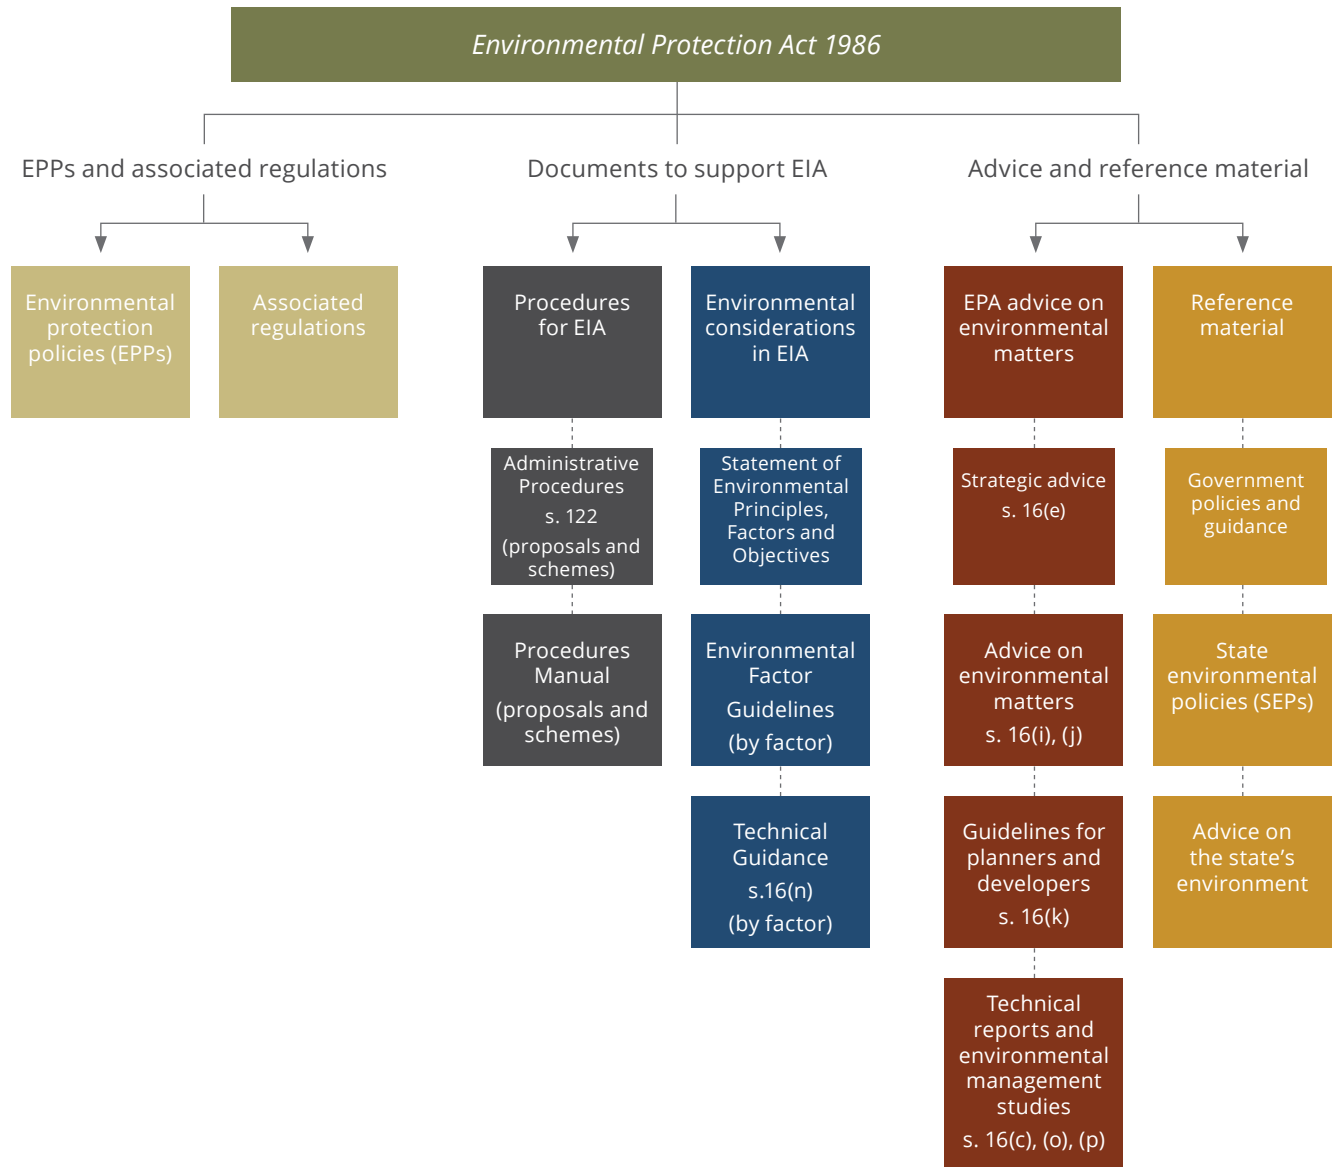 Environmental Protection Act 1986
EPPs and associated regulations
Documents to support EIA
Advice and reference material
Environmental
protection
policies (EPPs)
Associated
regulations
Procedures
for EIA
Environmental
considerations
in EIA
EPA advice on
environmental
matters
Reference
material
Administrative
Procedures
s. 122
(proposals and
schemes)
Statement of
Environmental
Principles,
Factors and
Objectives
Strategic advice
s. 16(e)
Government
policies and
guidance
Procedures
Manual
(proposals and
schemes)
Environmental
Factor
Guidelines
(by factor)
Advice on
environmental
matters
s. 16(i), (j)
State
environmental
policies (SEPs)
Technical
Guidance
s.16(n)
(by factor)
Guidelines for
planners and
developers
s. 16(k)
Advice on
the state’s
environment
Technical
reports and
environmental
management
studies
s. 16(c), (o), (p)